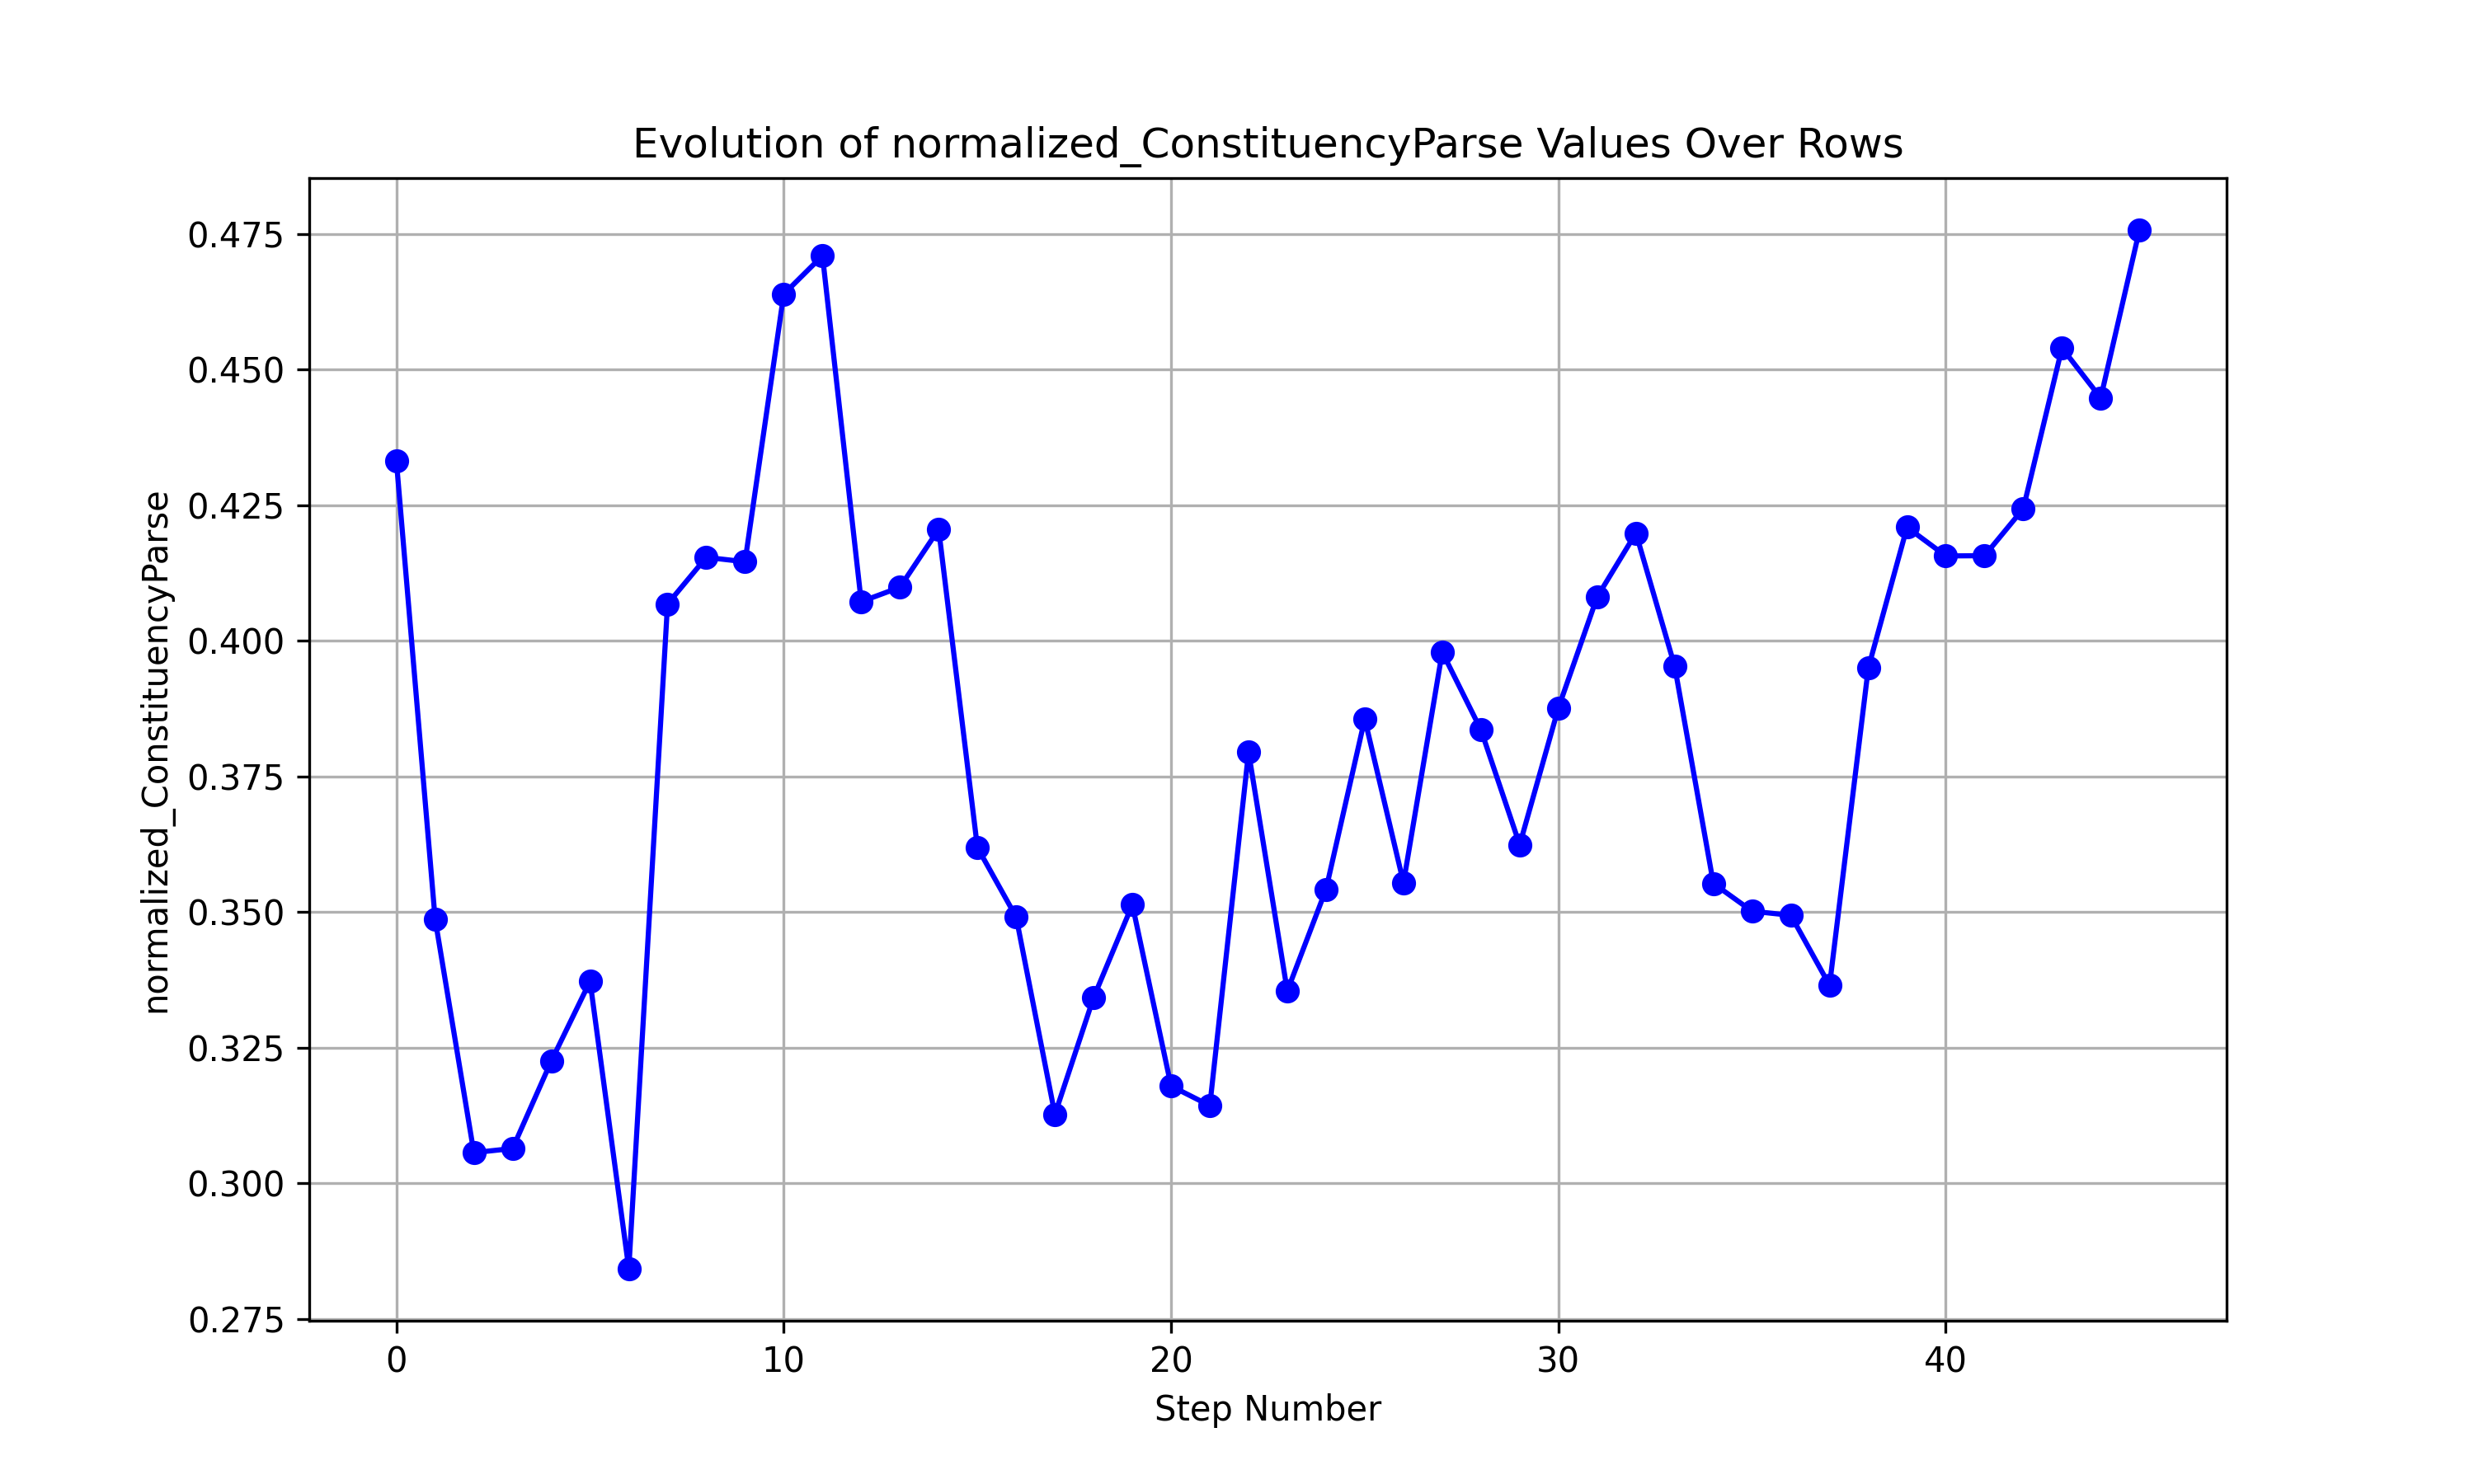 Evolution of normalized_ConstituencyParse Values Over Rows
normalized_ConstituencyParse
0.475
0.450
0.425
0.400
0.375
0.350
0.325
0.300
0.275
0 10 20 30 40
Step Number